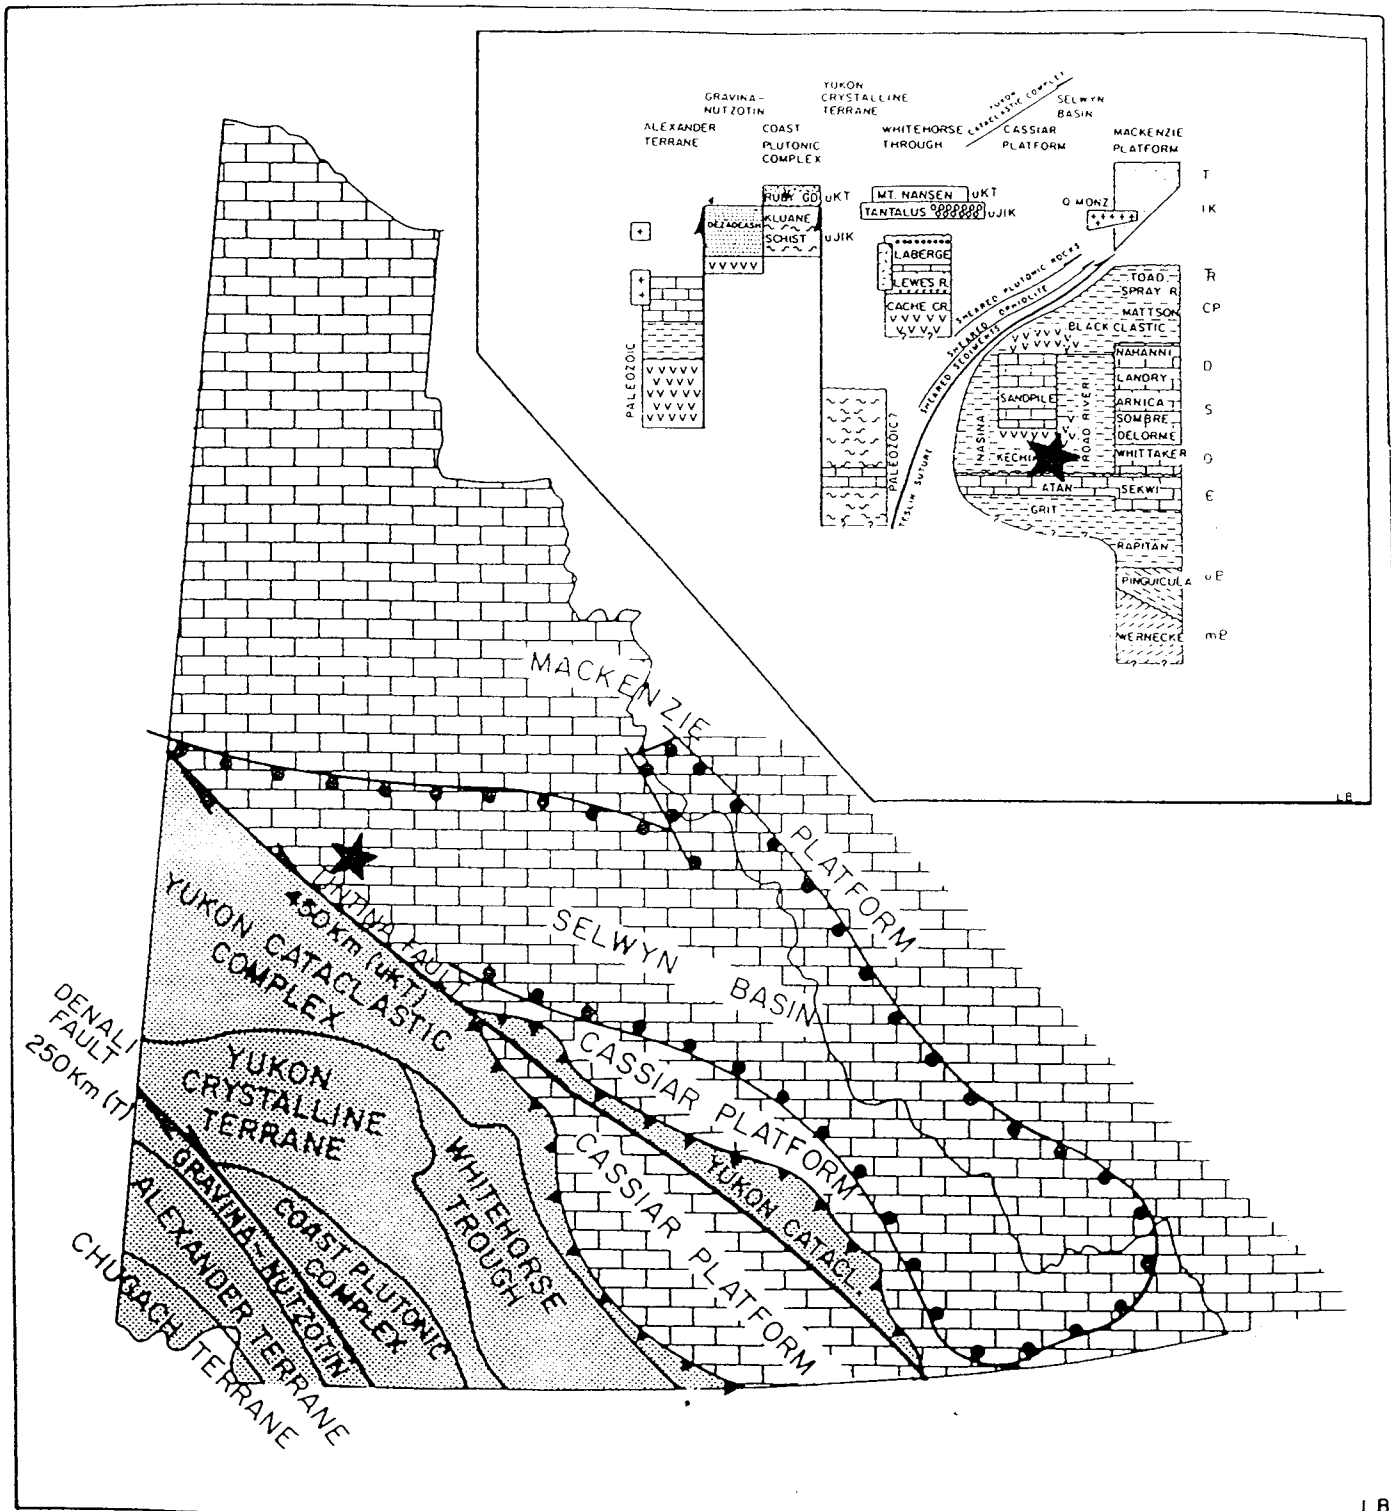 GRAVINA-
NUTZOTIN
YUKON
CRYSTALLINE
TERRANE
YUKON
CATACLASTIC COMPLEX
SELWYN
BASIN
ALEXANDER
TERRANE
COAST
PLUTONIC
COMPLEX
WHITEHORSE
THROUGH
CASSIAR
PLATFORM
MACKENZIE
PLATFORM
T
RUBY GD
uKT
MT. NANSEN
uKT
Q MONZ
IK
TANTALUS
uJIK
DEZADEASH
KLUANE
SCHIST
uJIK
LABERGE
LEWES R.
CACHE CR.
SHEARED PLUTONIC ROCKS
SHEARED OPHIOLITE
SHEARED SEDIMENTS
TESLIN SUTURE
TOAD
SPRAY R
TR
MATTSON
CP
BLACK CLASTIC
NAHANNI
D
LANDRY
SANDPILE
ARNICA
S
SOMBRE
DELORME
ROAD RIVER
NASINA
KECHI
WHITTAKER
O
ATAN
SEKWI
Є
GRIT
RAPITAN
PINGUICULA
uP
WERNECKE
mP
PALEOZOIC
PALEOZOIC?
LB
MACKENZIE
PLATFORM
SELWYN
BASIN
TINTINA FAULT
450Km (uKT)
YUKON CATACLASTIC
COMPLEX
DENALI
FAULT
250Km (T)
YUKON
CRYSTALLINE
TERRANE
CASSIAR PLATFORM
YUKON CATACL.
CASSIAR PLATFORM
WHITEHORSE
TROUGH
COAST PLUTONIC
COMPLEX
GRAVINA-NUTZOTIN
ALEXANDER TERRANE
CHUGACH TERRANE
LB